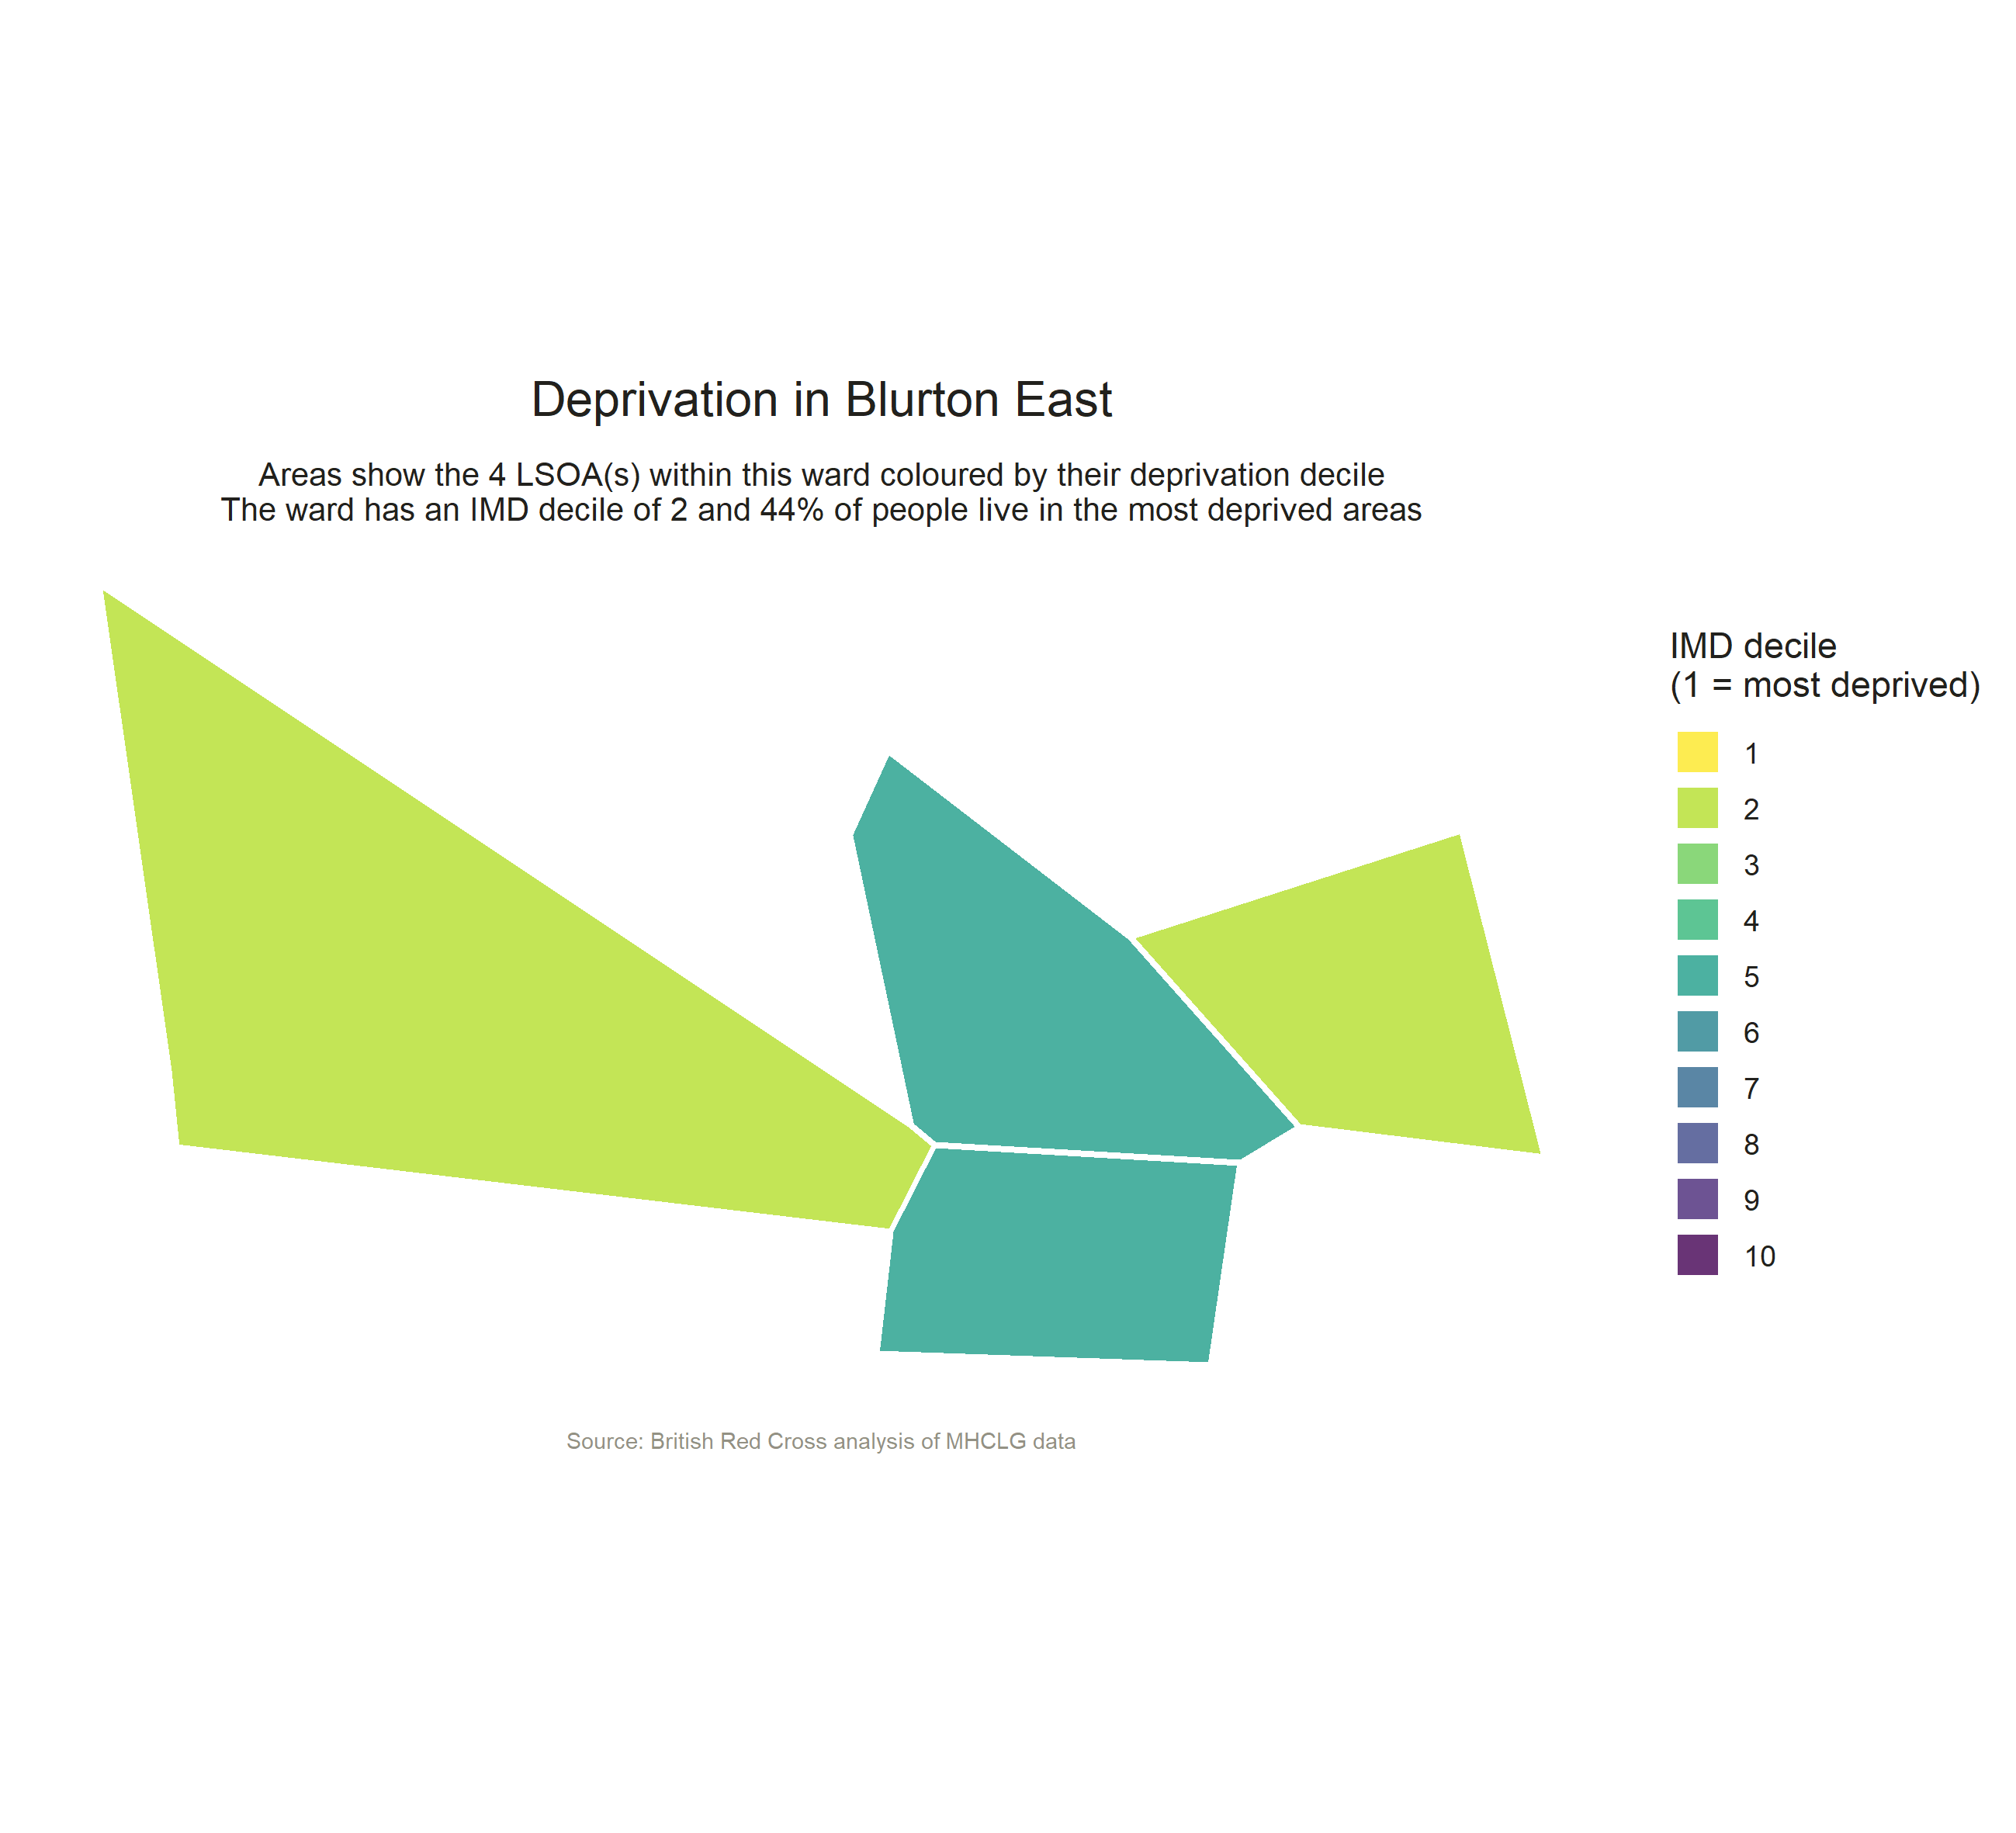 Deprivation in Blurton East
Areas show the 4 LSOA(s) within this ward coloured by their deprivation decile
The ward has an IMD decile of 2 and 44% of people live in the most deprived areas
IMD decile
(1 = most deprived)
1
2
3
4
5
6
7
8
9
10
Source: British Red Cross analysis of MHCLG data